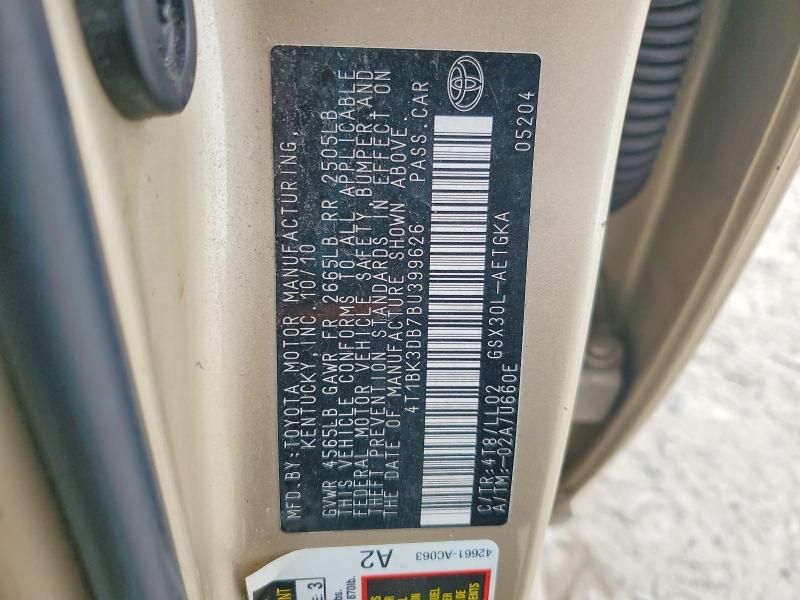 MFD.BY:TOYOTA MOTOR MANUFACTURING,
KENTUCKY,INC. 10/10
GVWR 4565LB GAWR FR 2665LB RR 2505LB
THIS VEHICLE CONFORMS TO ALL APPLICABLE
FEDERAL MOTOR VEHICLE SAFETY, BUMPER,AND
THEFT PREVENTION STANDARDS IN EFFECT ON
THE DATE OF MANUFACTURE SHOWN ABOVE.
4T1BK3DB7BU399626 PASS.CAR
C/TR:4T8/LL02 GSX30L-AETGKA
A/TM:-02A/U660E
05204
42661-AC063
A2